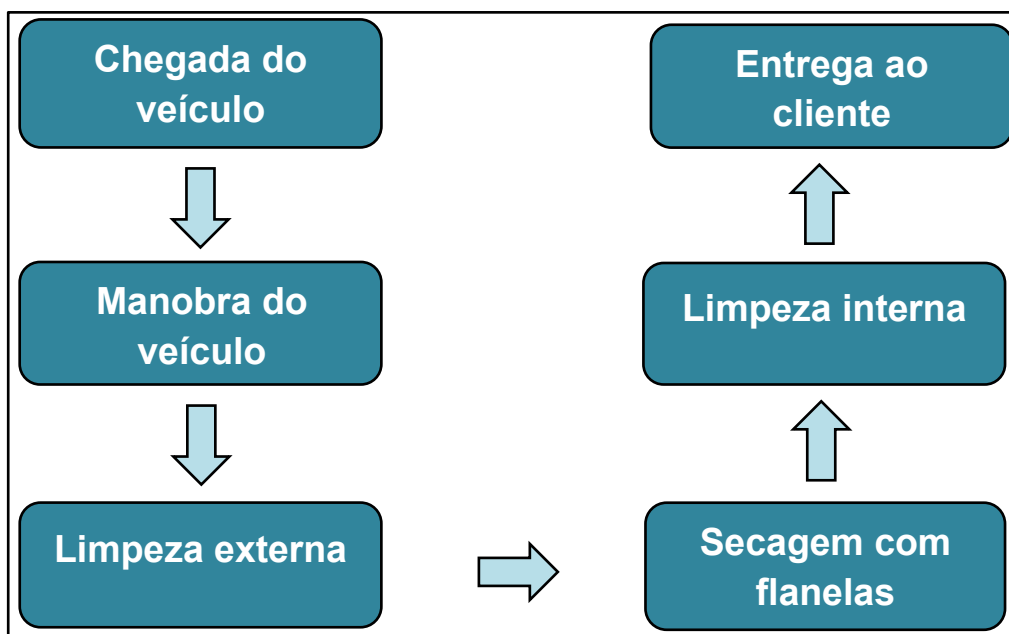 Chegada do
veículo
Manobra do
veículo
Limpeza externa
Secagem com
flanelas
Limpeza interna
Entrega ao
cliente